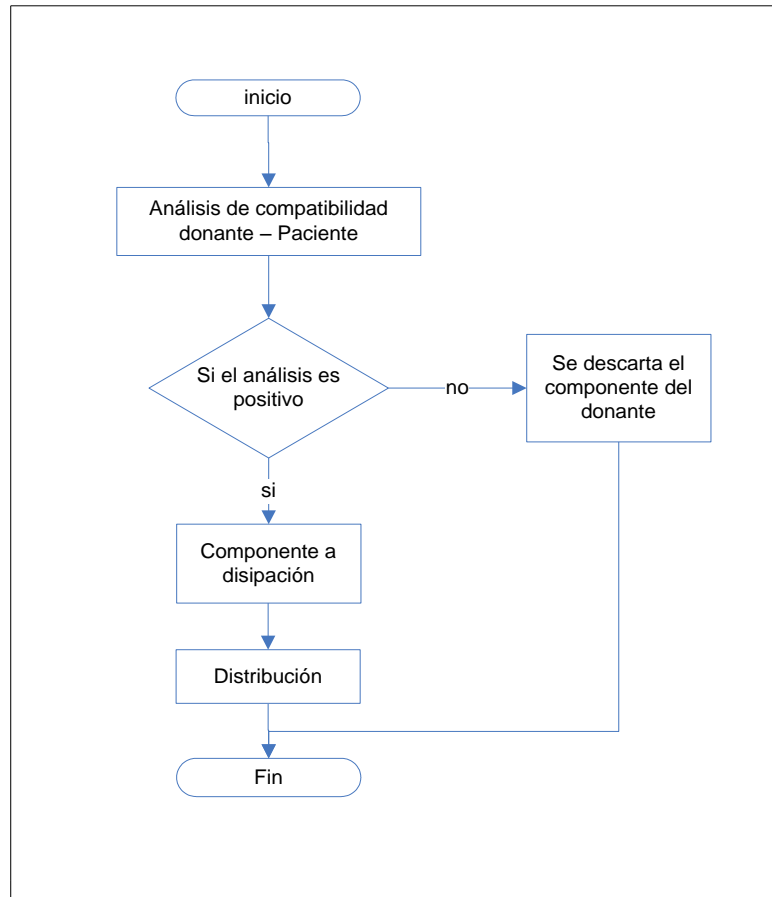 inicio
Análisis de compatibilidad
donante – Paciente
Si el análisis es
positivo
no
Se descarta el
componente del
donante
si
Componente a
disipación
Distribución
Fin